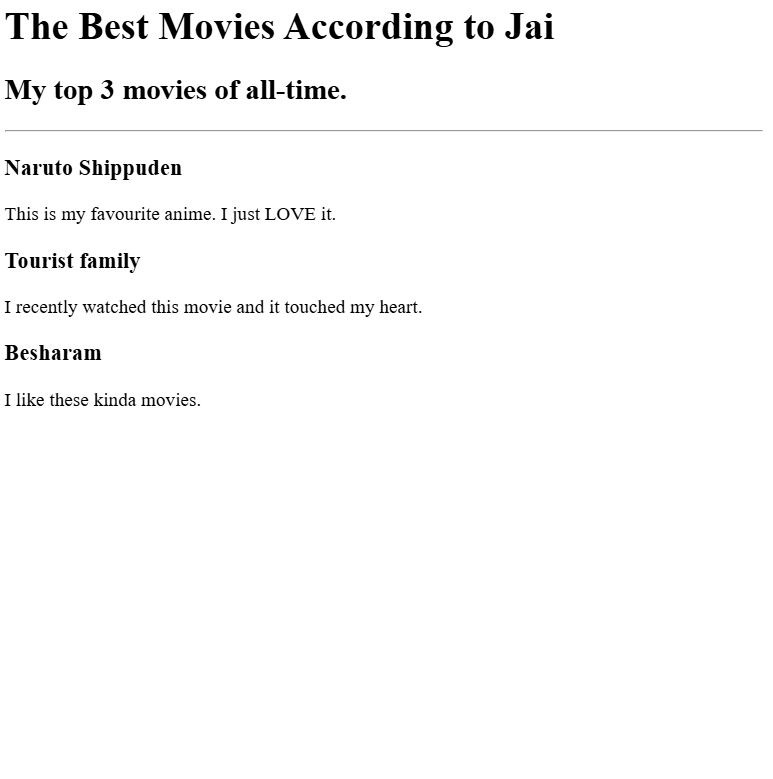 The Best Movies According to Jai
My top 3 movies of all-time.
Naruto Shippuden
This is my favourite anime. I just LOVE it.
Tourist family
I recently watched this movie and it touched my heart.
Besharam
I like these kinda movies.